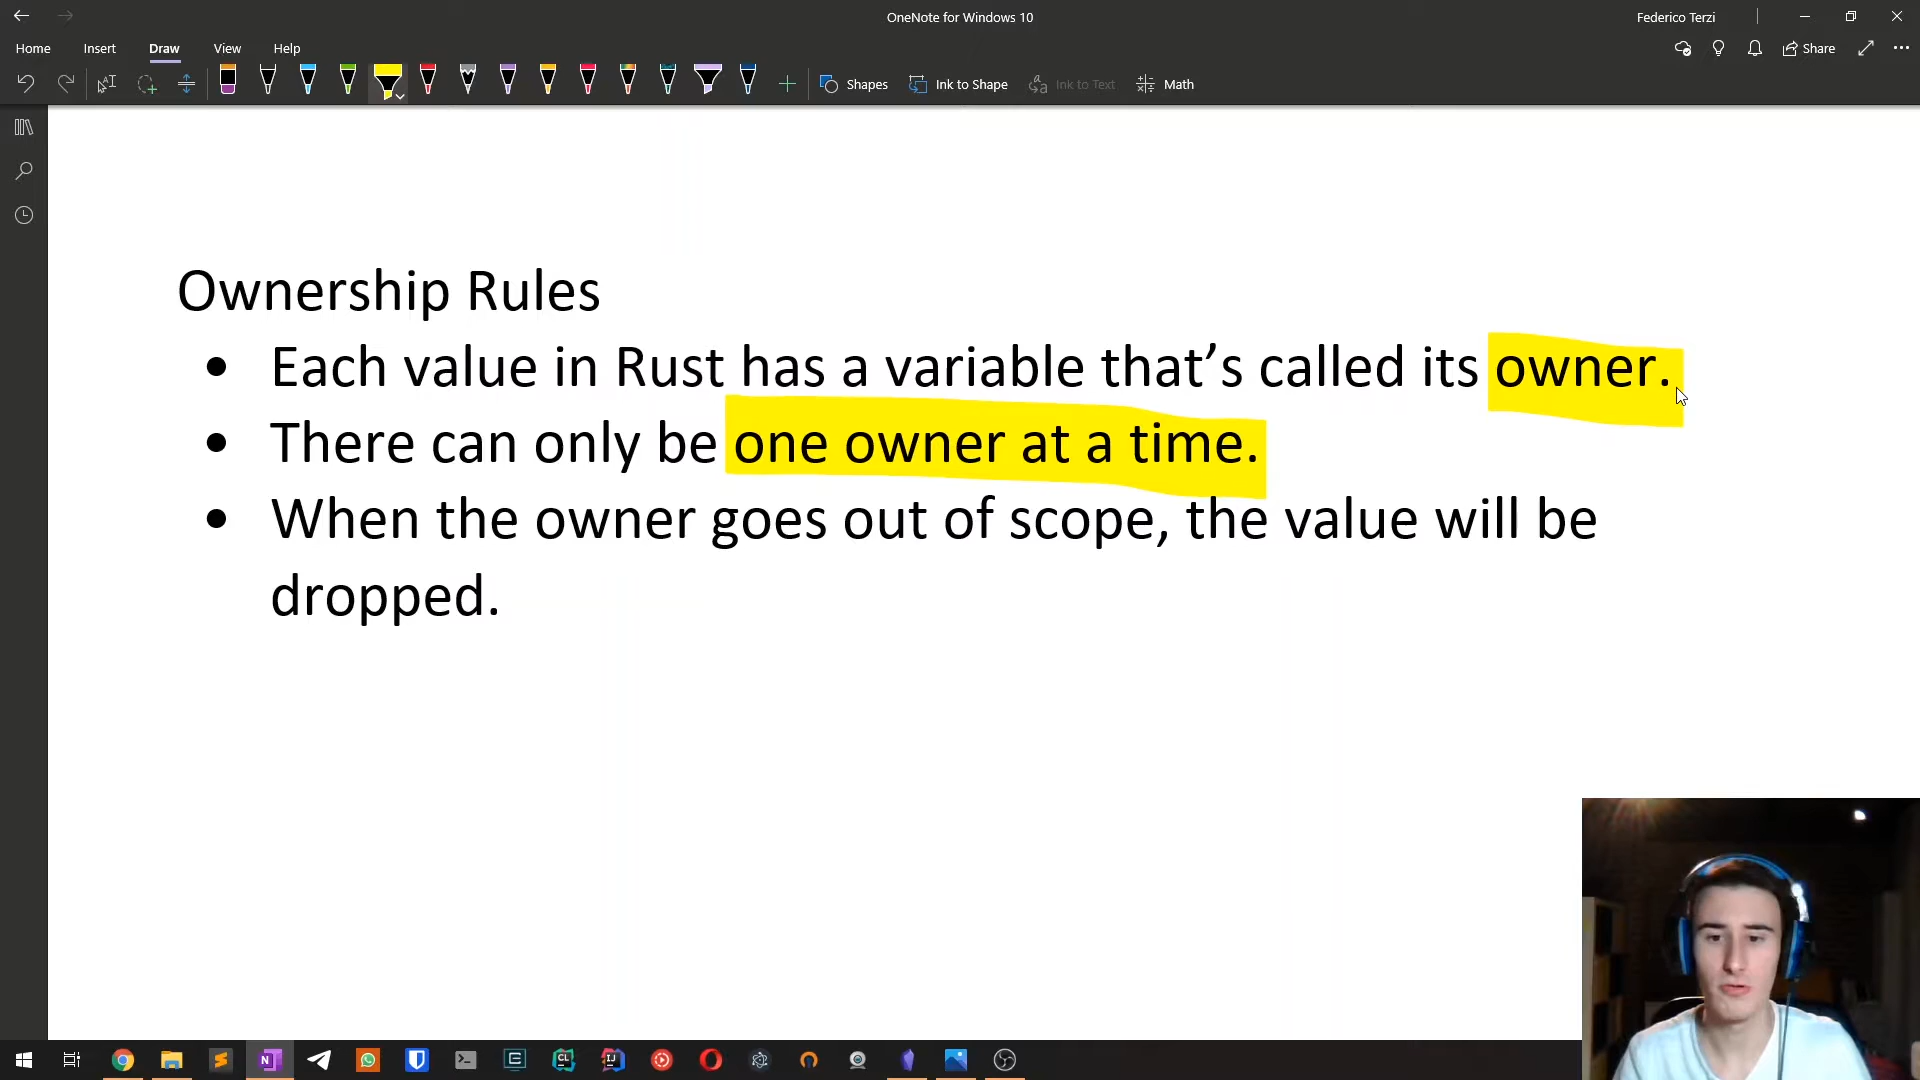 OneNote for Windows 10
Federico Terzi
Home Insert Draw View Help
Share
Shapes Ink to Shape Ink to Text Math
Ownership Rules
• Each value in Rust has a variable that’s called its owner.
• There can only be one owner at a time.
• When the owner goes out of scope, the value will be
dropped.